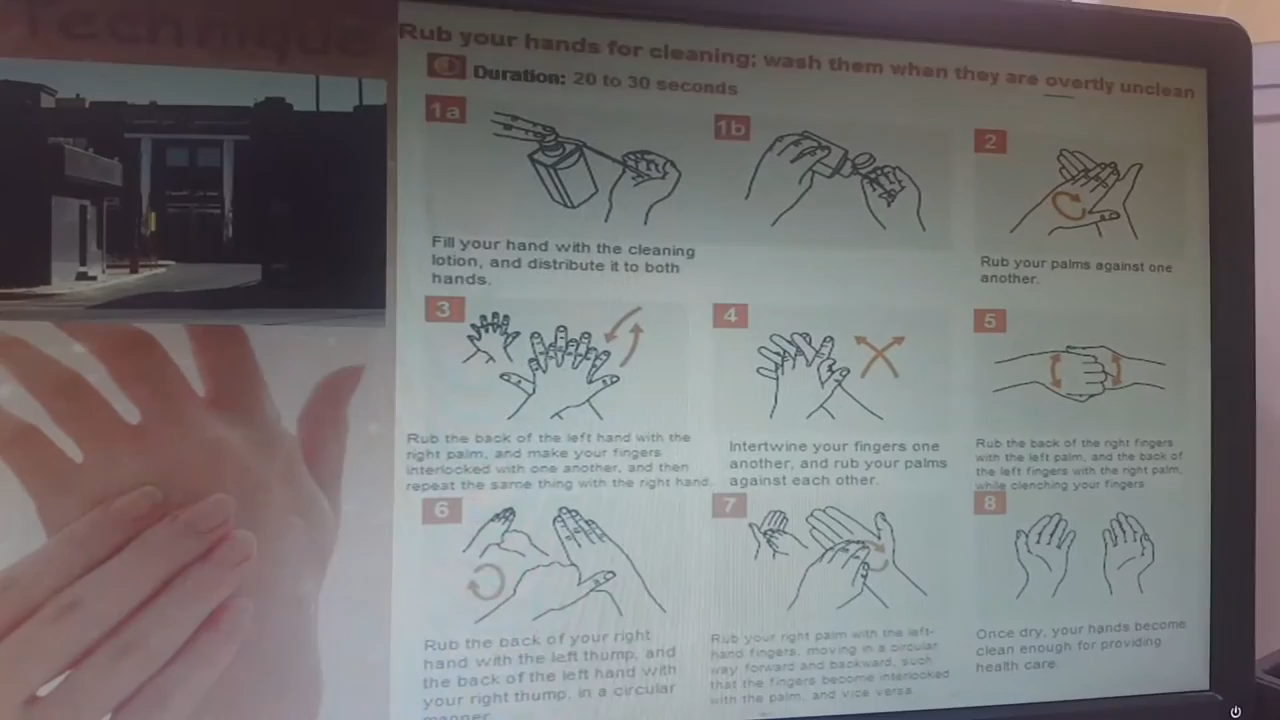 Technique
Rub your hands for cleaning; wash them when they are overtly unclean
Duration: 20 to 30 seconds
1a
1b
2
Fill your hand with the cleaning
lotion, and distribute it to both
hands.
Rub your palms against one
another.
3
4
5
Rub the back of the left hand with the
right palm, and make your fingers
interlocked with one another, and then
repeat the same thing with the right hand.
Intertwine your fingers one
another, and rub your palms
against each other.
Rub the back of the right fingers
with the left palm, and the back of
the left fingers with the right palm,
while clenching your fingers
6
7
8
Rub the back of your right
hand with the left thump, and
the back of the left hand with
your right thump, in a circular
manner
Rub your right palm with the left-
hand fingers, moving in a circular
way forward and backward, such
that the fingers become interlocked
with the palm, and vice versa
Once dry, your hands become
clean enough for providing
health care.